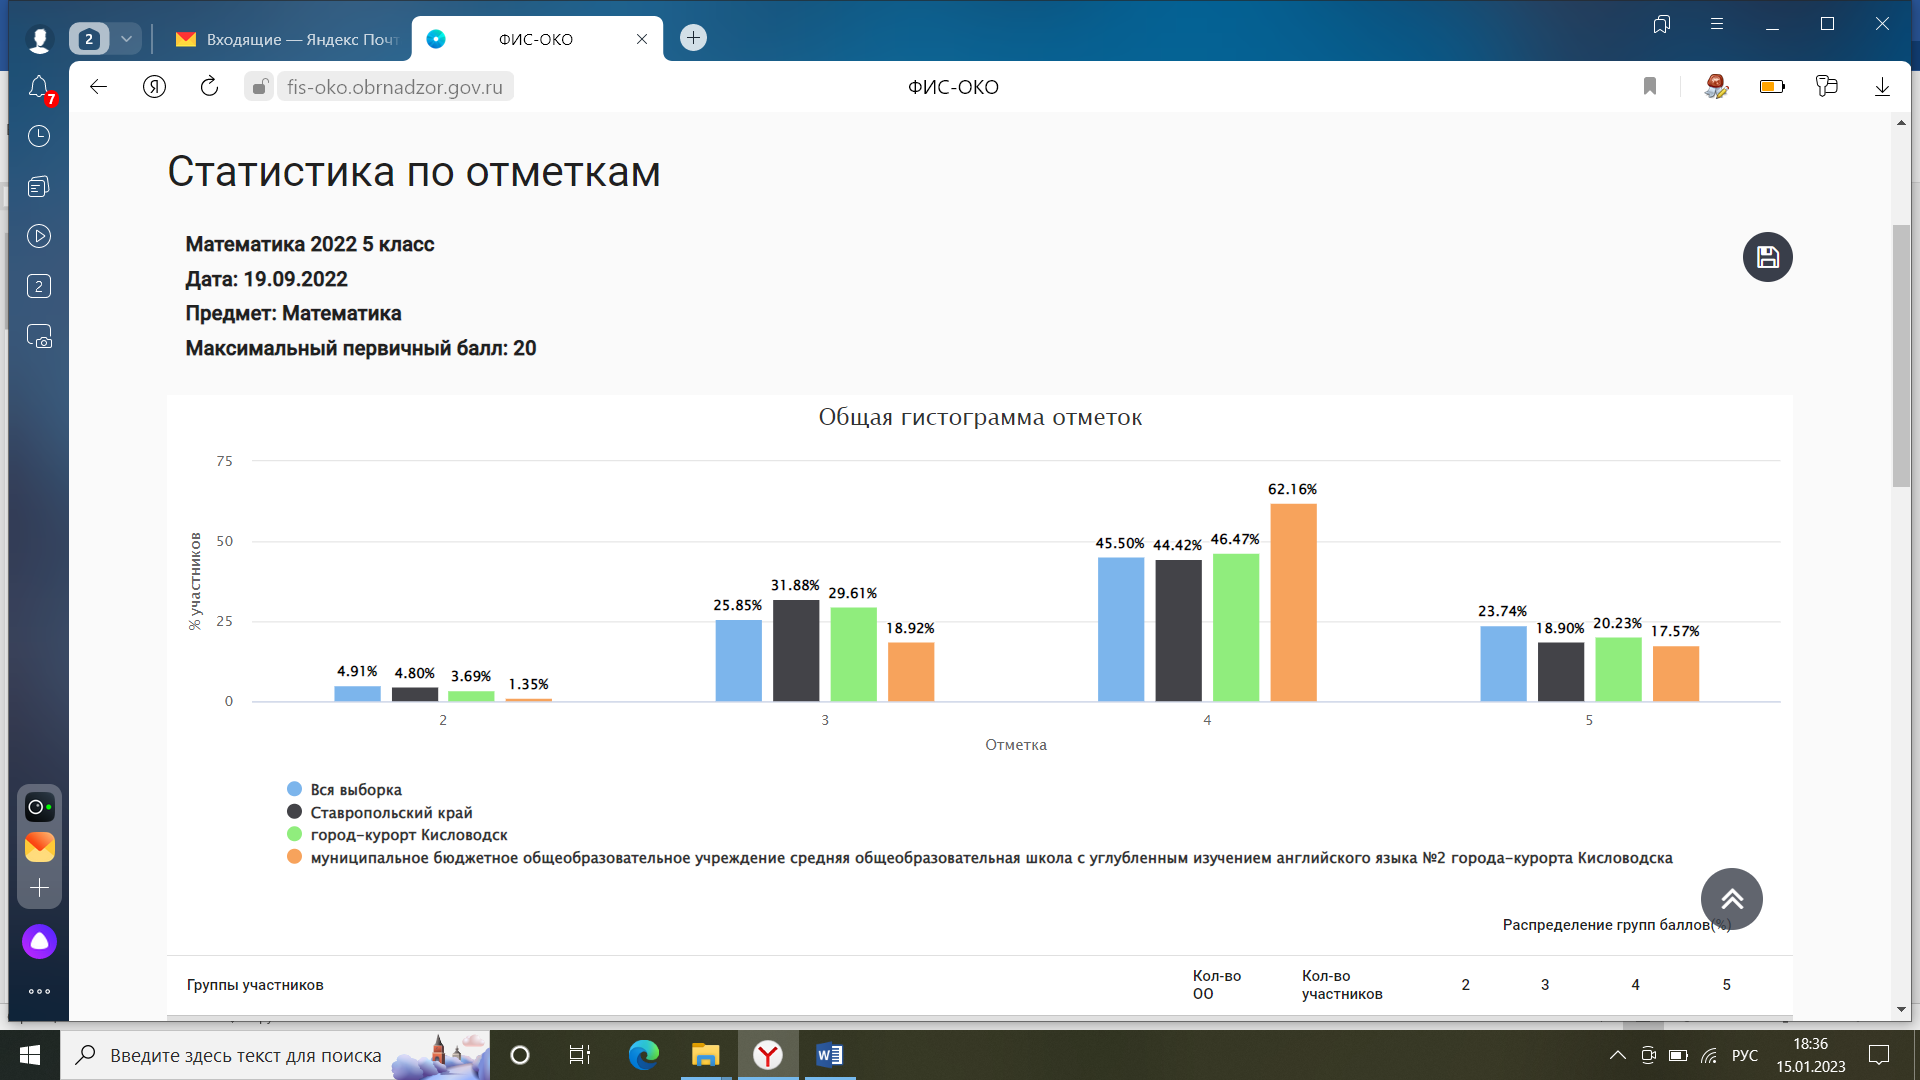 2
Входящие — Яндекс Почт
ФИС-ОКО
7
fis-oko.obrnadzor.gov.ru
ФИС-ОКО
2
Статистика по отметкам
Математика 2022 5 класс
Дата: 19.09.2022
Предмет: Математика
Максимальный первичный балл: 20
Общая гистограмма отметок
% участников
75
50
25
0
4.91% 4.80% 3.69% 1.35%
25.85% 31.88% 29.61% 18.92%
45.50% 44.42% 46.47% 62.16%
23.74% 18.90% 20.23% 17.57%
2 3 4 5
Отметка
Вся выборка
Ставропольский край
город-курорт Кисловодск
муниципальное бюджетное общеобразовательное учреждение средняя общеобразовательная школа с углубленным изучением английского языка №2 города-курорта Кисловодска
Распределение групп баллов(%)
Группы участников Кол-во ОО Кол-во участников 2 3 4 5
Введите здесь текст для поиска
РУС
18:36
15.01.2023